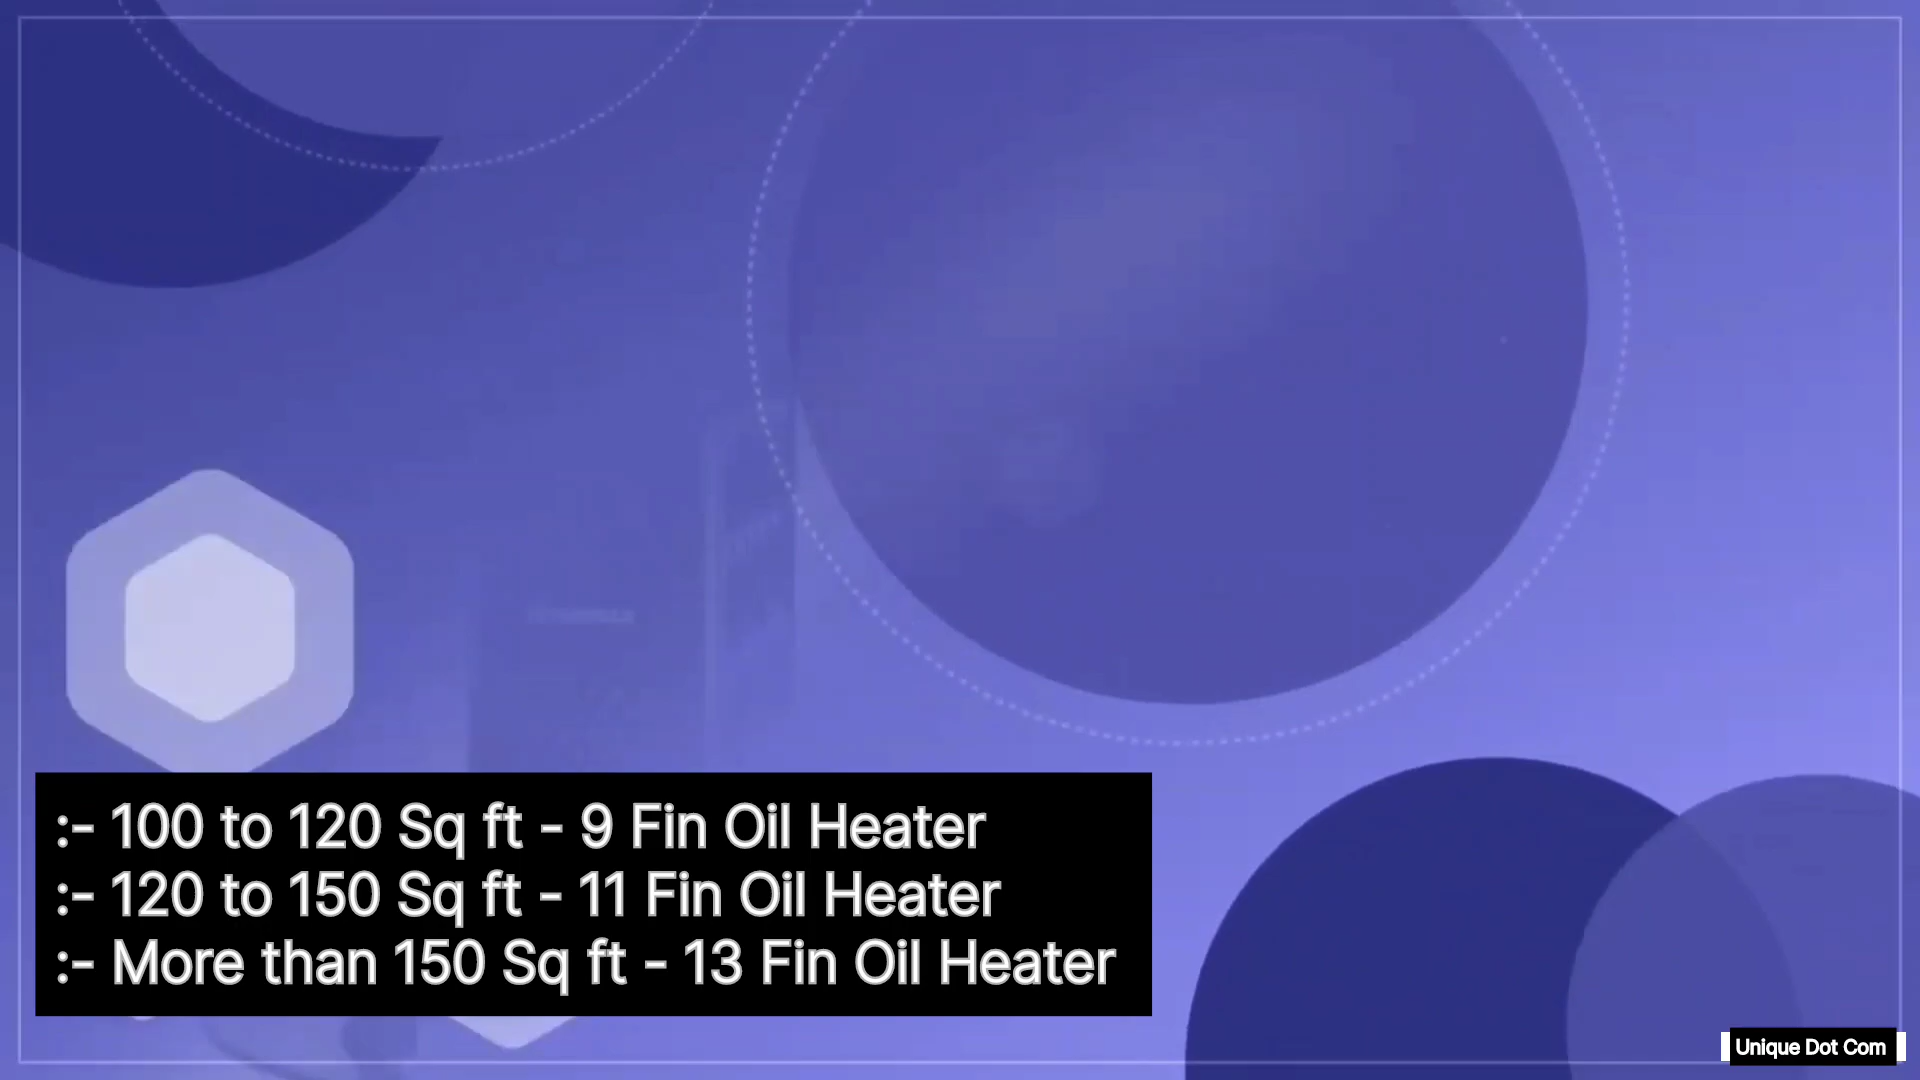 :- 100 to 120 Sq ft - 9 Fin Oil Heater
:- 120 to 150 Sq ft - 11 Fin Oil Heater
:- More than 150 Sq ft - 13 Fin Oil Heater
Unique Dot Com